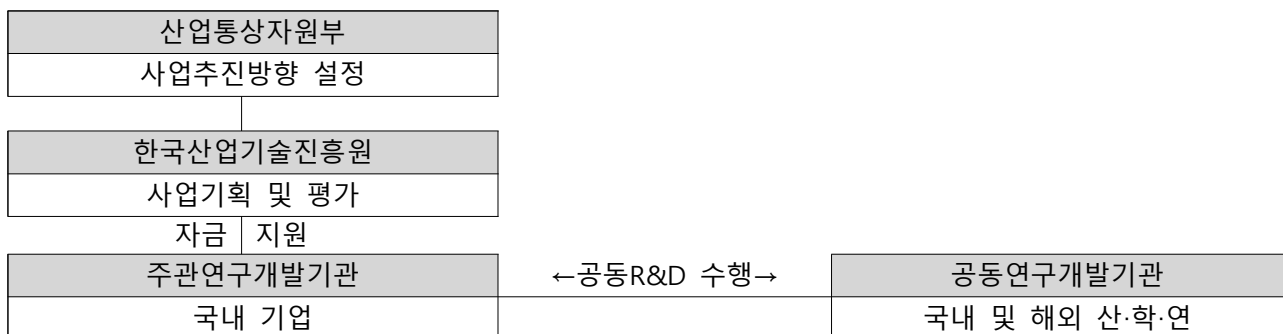 산업통상자원부
사업추진방향 설정
한국산업기술진흥원
사업기획 및 평가
자금 지원
주관연구개발기관 ←공동R&D 수행→ 공동연구개발기관
국내 기업 국내 및 해외 산·학·연